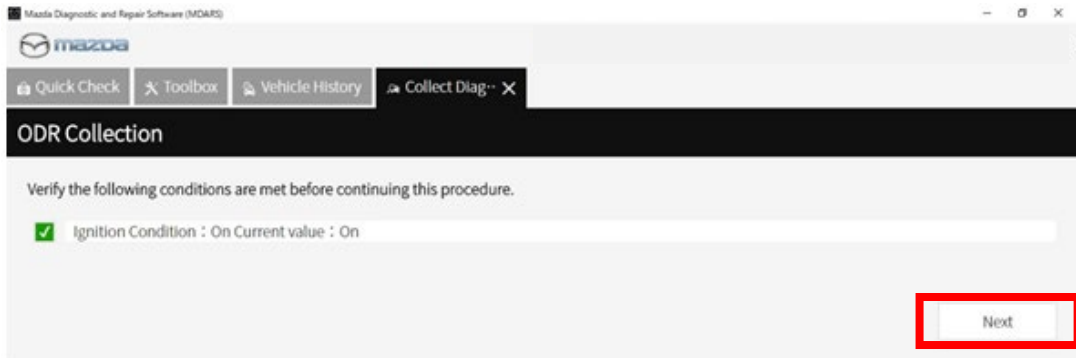 Mazda Diagnostic and Repair Software (MDARS)
mazda
Quick Check Toolbox Vehicle History Collect Diag··
ODR Collection
Verify the following conditions are met before continuing this procedure.
Ignition Condition : On Current value : On
Next